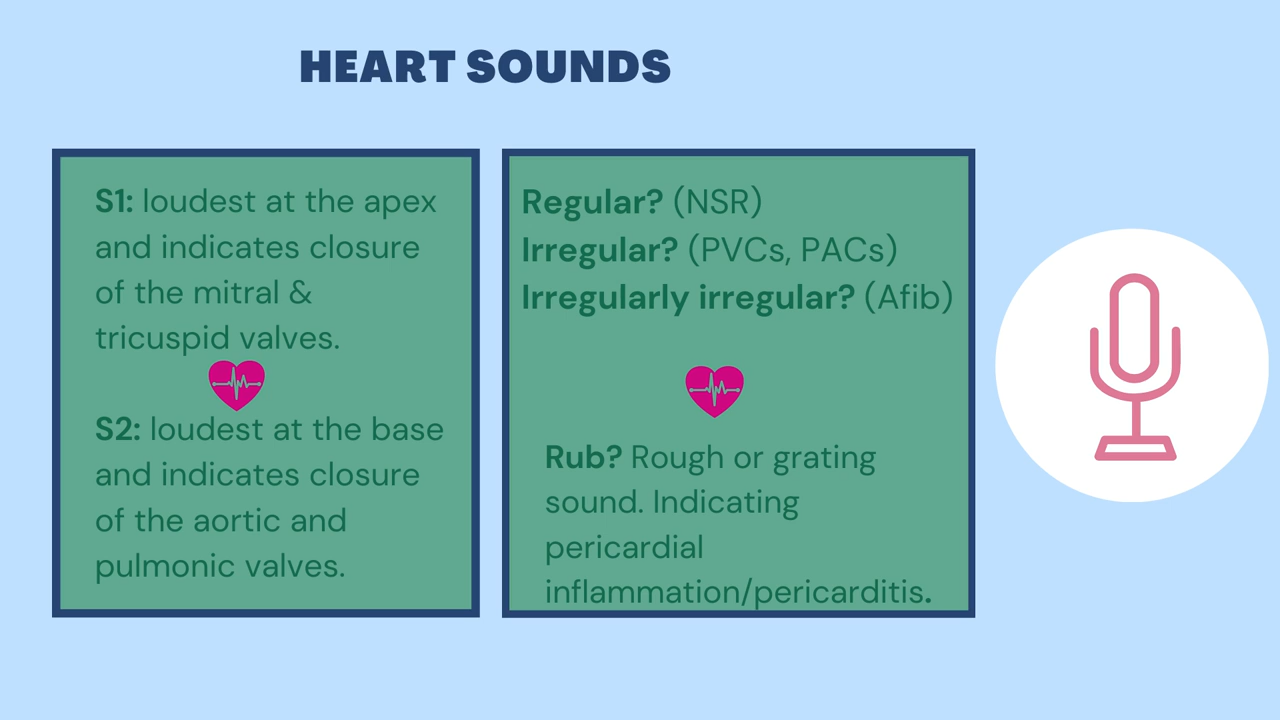 HEART SOUNDS
S1: loudest at the apex
and indicates closure
of the mitral &
tricuspid valves.
S2: loudest at the base
and indicates closure
of the aortic and
pulmonic valves.
Regular? (NSR)
Irregular? (PVCs, PACs)
Irregularly irregular? (Afib)
Rub? Rough or grating
sound. Indicating
pericardial
inflammation/pericarditis.